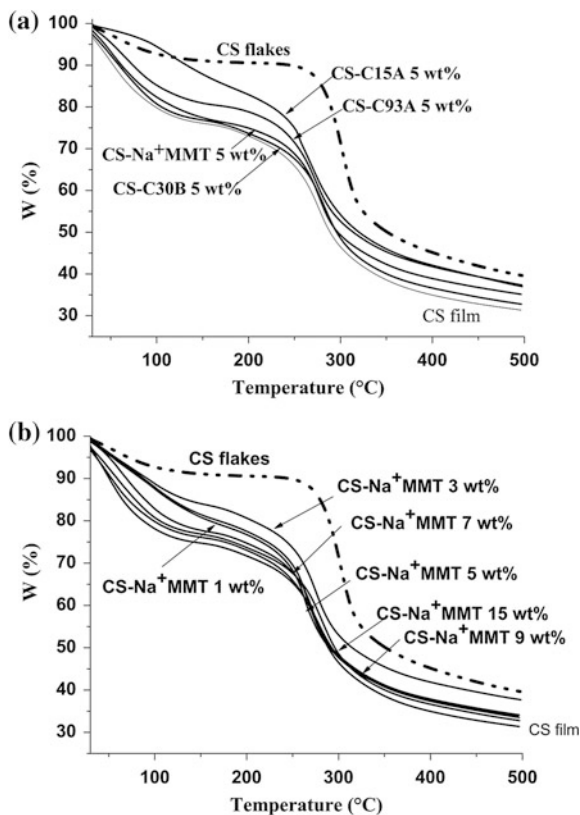 (a)
100
90
80
70
60
50
40
30
W (%)
CS flakes
CS-C15A 5 wt%
CS-C93A 5 wt%
CS-Na+MMT 5 wt%
CS-C30B 5 wt%
CS film
100
200
300
400
500
Temperature (°C)
(b)
100
90
80
70
60
50
40
30
W (%)
CS flakes
CS-Na+MMT 3 wt%
CS-Na+MMT 7 wt%
CS-Na+MMT 5 wt%
CS-Na+MMT 1 wt%
CS-Na+MMT 15 wt%
CS-Na+MMT 9 wt%
CS film
100
200
300
400
500
Temperature (°C)